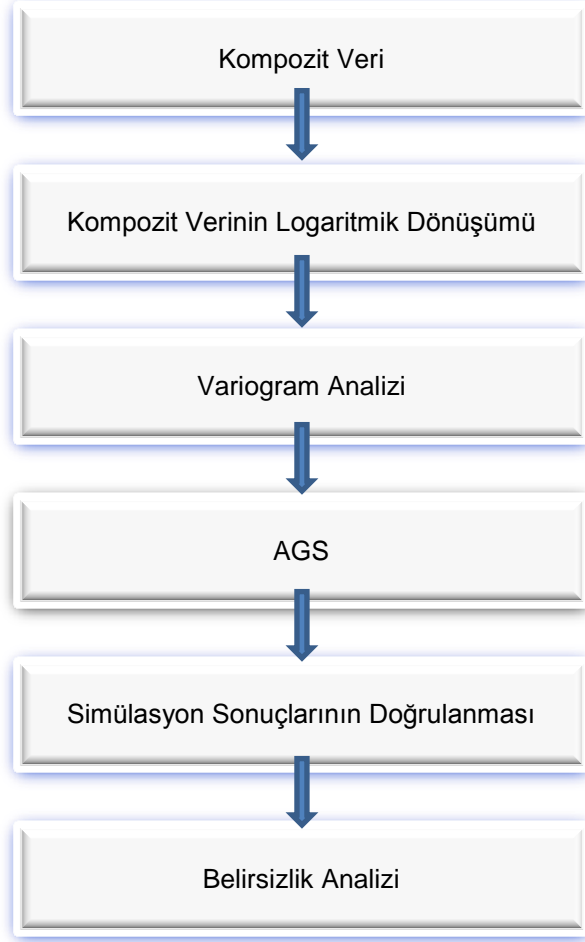 Kompozit Veri
Kompozit Verinin Logaritmik Dönüşümü
Variogram Analizi
AGS
Simülasyon Sonuçlarının Doğrulanması
Belirsizlik Analizi